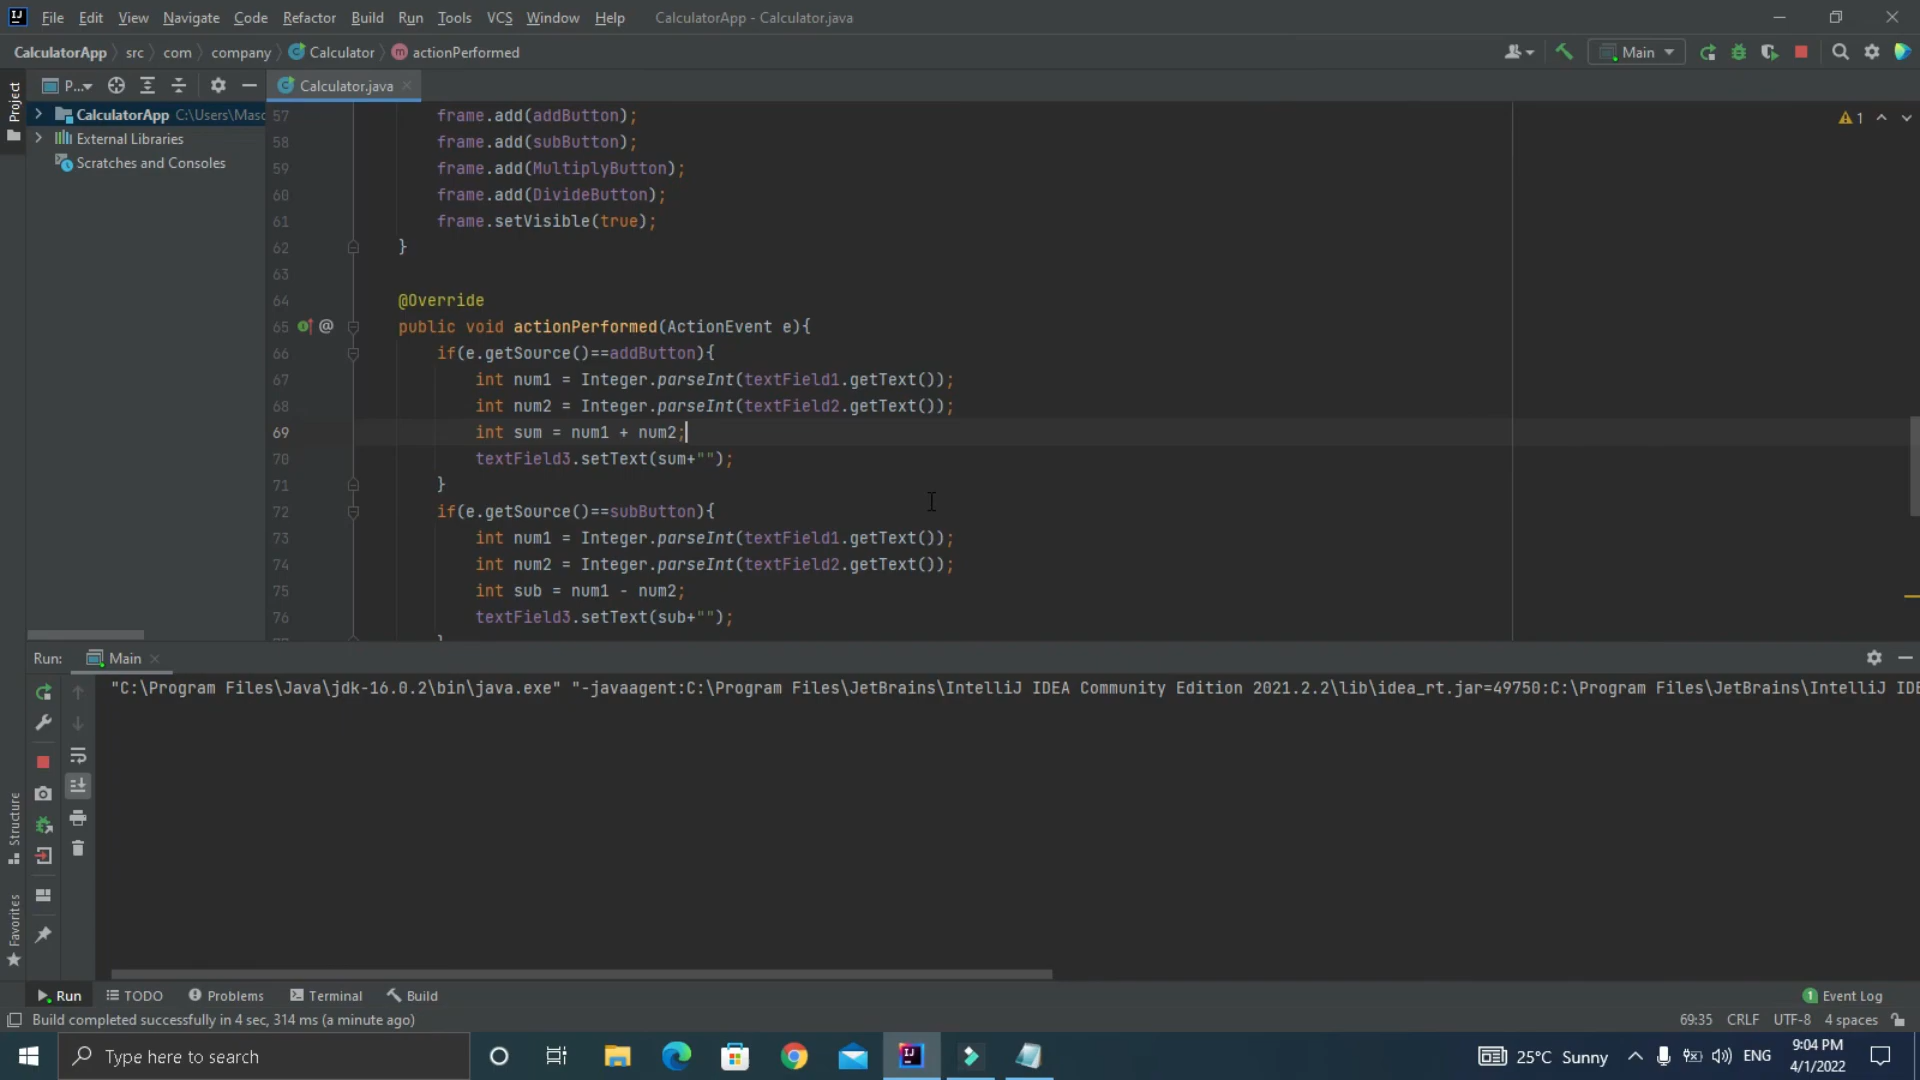 File Edit View Navigate Code Refactor Build Run Tools VCS Window Help CalculatorApp - Calculator.java
CalculatorApp src com company Calculator actionPerformed Main
Project
P... Calculator.java
CalculatorApp C:\Users\Masc
External Libraries
Scratches and Consoles
57 frame.add(addButton);
58 frame.add(subButton);
59 frame.add(MultiplyButton);
60 frame.add(DivideButton);
61 frame.setVisible(true);
62 }
63
64 @Override
65 public void actionPerformed(ActionEvent e){
66 if(e.getSource()==addButton){
67 int num1 = Integer.parseInt(textField1.getText());
68 int num2 = Integer.parseInt(textField2.getText());
69 int sum = num1 + num2;
70 textField3.setText(sum+"");
71 }
72 if(e.getSource()==subButton){
73 int num1 = Integer.parseInt(textField1.getText());
74 int num2 = Integer.parseInt(textField2.getText());
75 int sub = num1 - num2;
76 textField3.setText(sub+"");
1
Run: Main
"C:\Program Files\Java\jdk-16.0.2\bin\java.exe" "-javaagent:C:\Program Files\JetBrains\IntelliJ IDEA Community Edition 2021.2.2\lib\idea_rt.jar=49750:C:\Program Files\JetBrains\IntelliJ IDE
Structure
Favorites
Run TODO Problems Terminal Build 1 Event Log
Build completed successfully in 4 sec, 314 ms (a minute ago) 69:35 CRLF UTF-8 4 spaces
Type here to search 25°C Sunny ENG 9:04 PM
4/1/2022